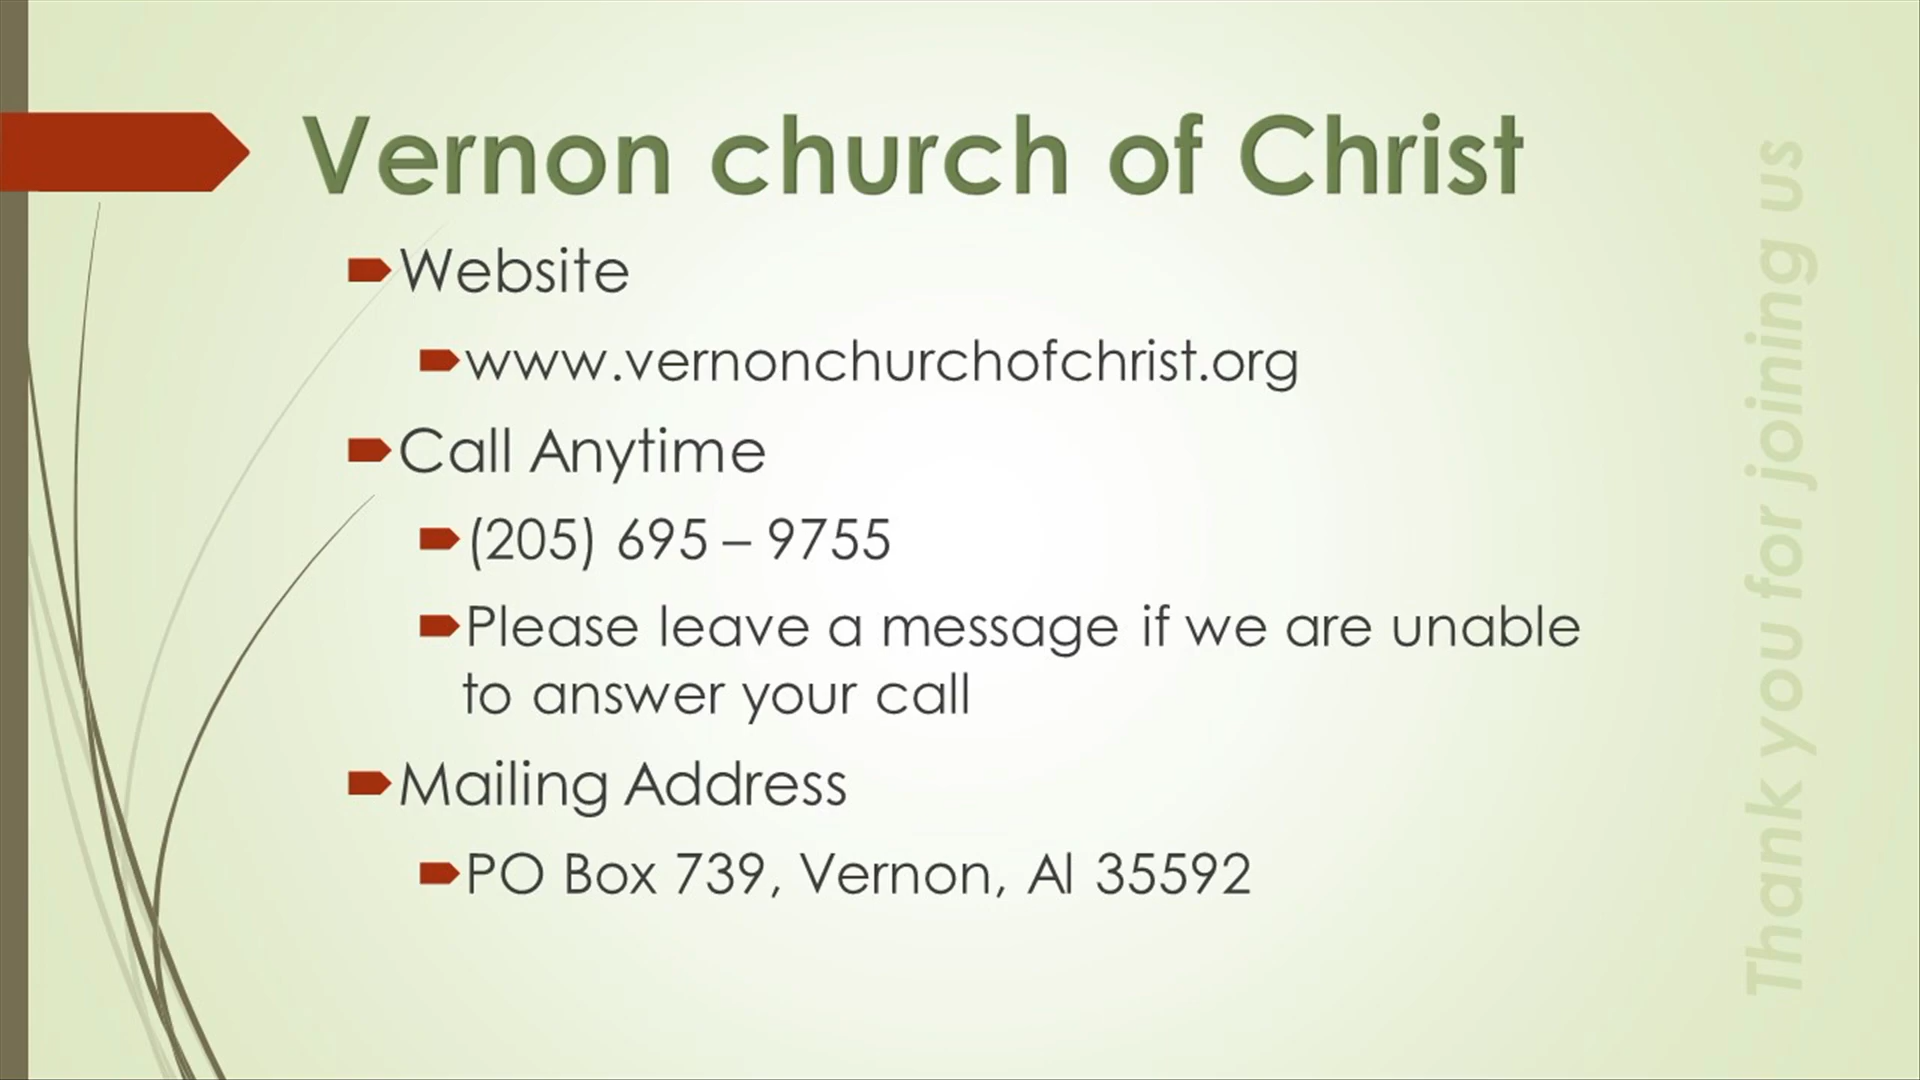 Vernon church of Christ
Website
www.vernonchurchofchrist.org
Call Anytime
(205) 695 – 9755
Please leave a message if we are unable
to answer your call
Mailing Address
PO Box 739, Vernon, Al 35592
Thank you for joining us